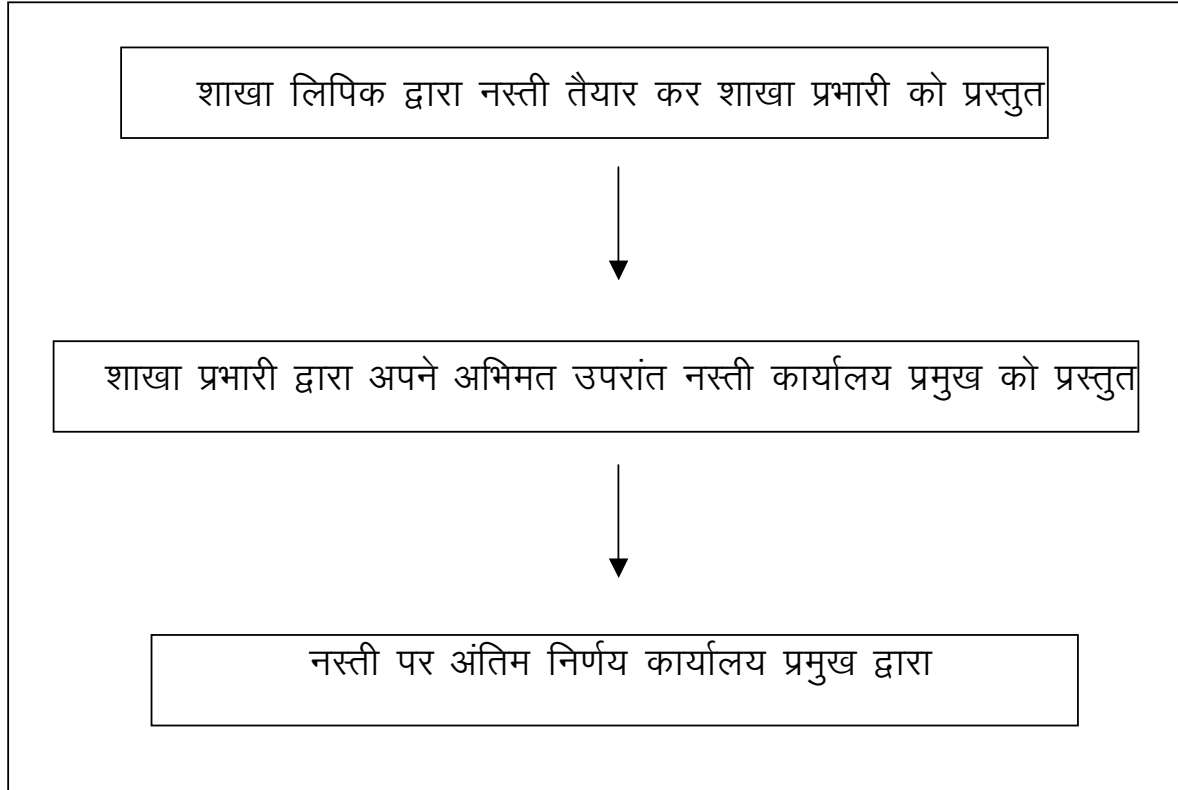 शाखा लिपिक द्वारा नस्ती तैयार कर शाखा प्रभारी को प्रस्तुत
शाखा प्रभारी द्वारा अपने अभिमत उपरांत नस्ती कार्यालय प्रमुख को प्रस्तुत
नस्ती पर अंतिम निर्णय कार्यालय प्रमुख द्वारा